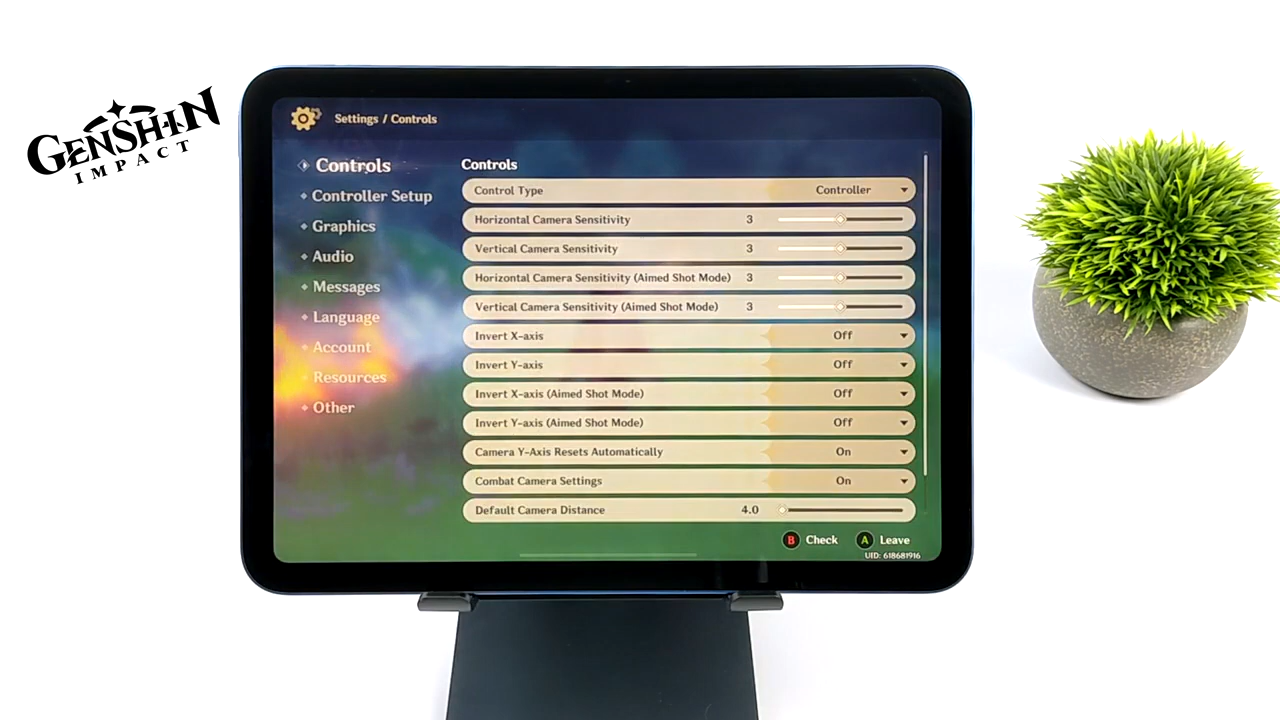 GENSHIN
IMPACT
Settings / Controls
Controls
Controller Setup
Graphics
Audio
Messages
Language
Account
Resources
Other
Controls
Control Type Controller
Horizontal Camera Sensitivity 3
Vertical Camera Sensitivity 3
Horizontal Camera Sensitivity (Aimed Shot Mode) 3
Vertical Camera Sensitivity (Aimed Shot Mode) 3
Invert X-axis Off
Invert Y-axis Off
Invert X-axis (Aimed Shot Mode) Off
Invert Y-axis (Aimed Shot Mode) Off
Camera Y-Axis Resets Automatically On
Combat Camera Settings On
Default Camera Distance 4.0
B Check A Leave
UID: 618681916